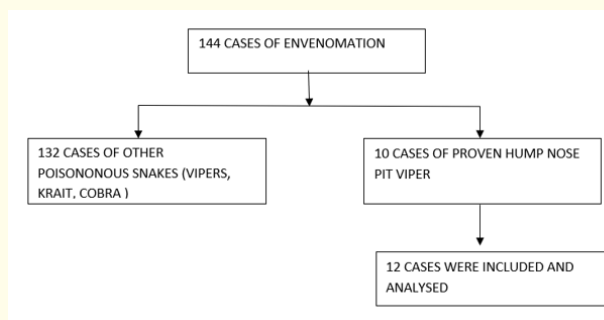 144 CASES OF ENVENOMATION
132 CASES OF OTHER
POISONONOUS SNAKES (VIPERS,
KRAIT, COBRA )
10 CASES OF PROVEN HUMP NOSE
PIT VIPER
12 CASES WERE INCLUDED AND
ANALYSED